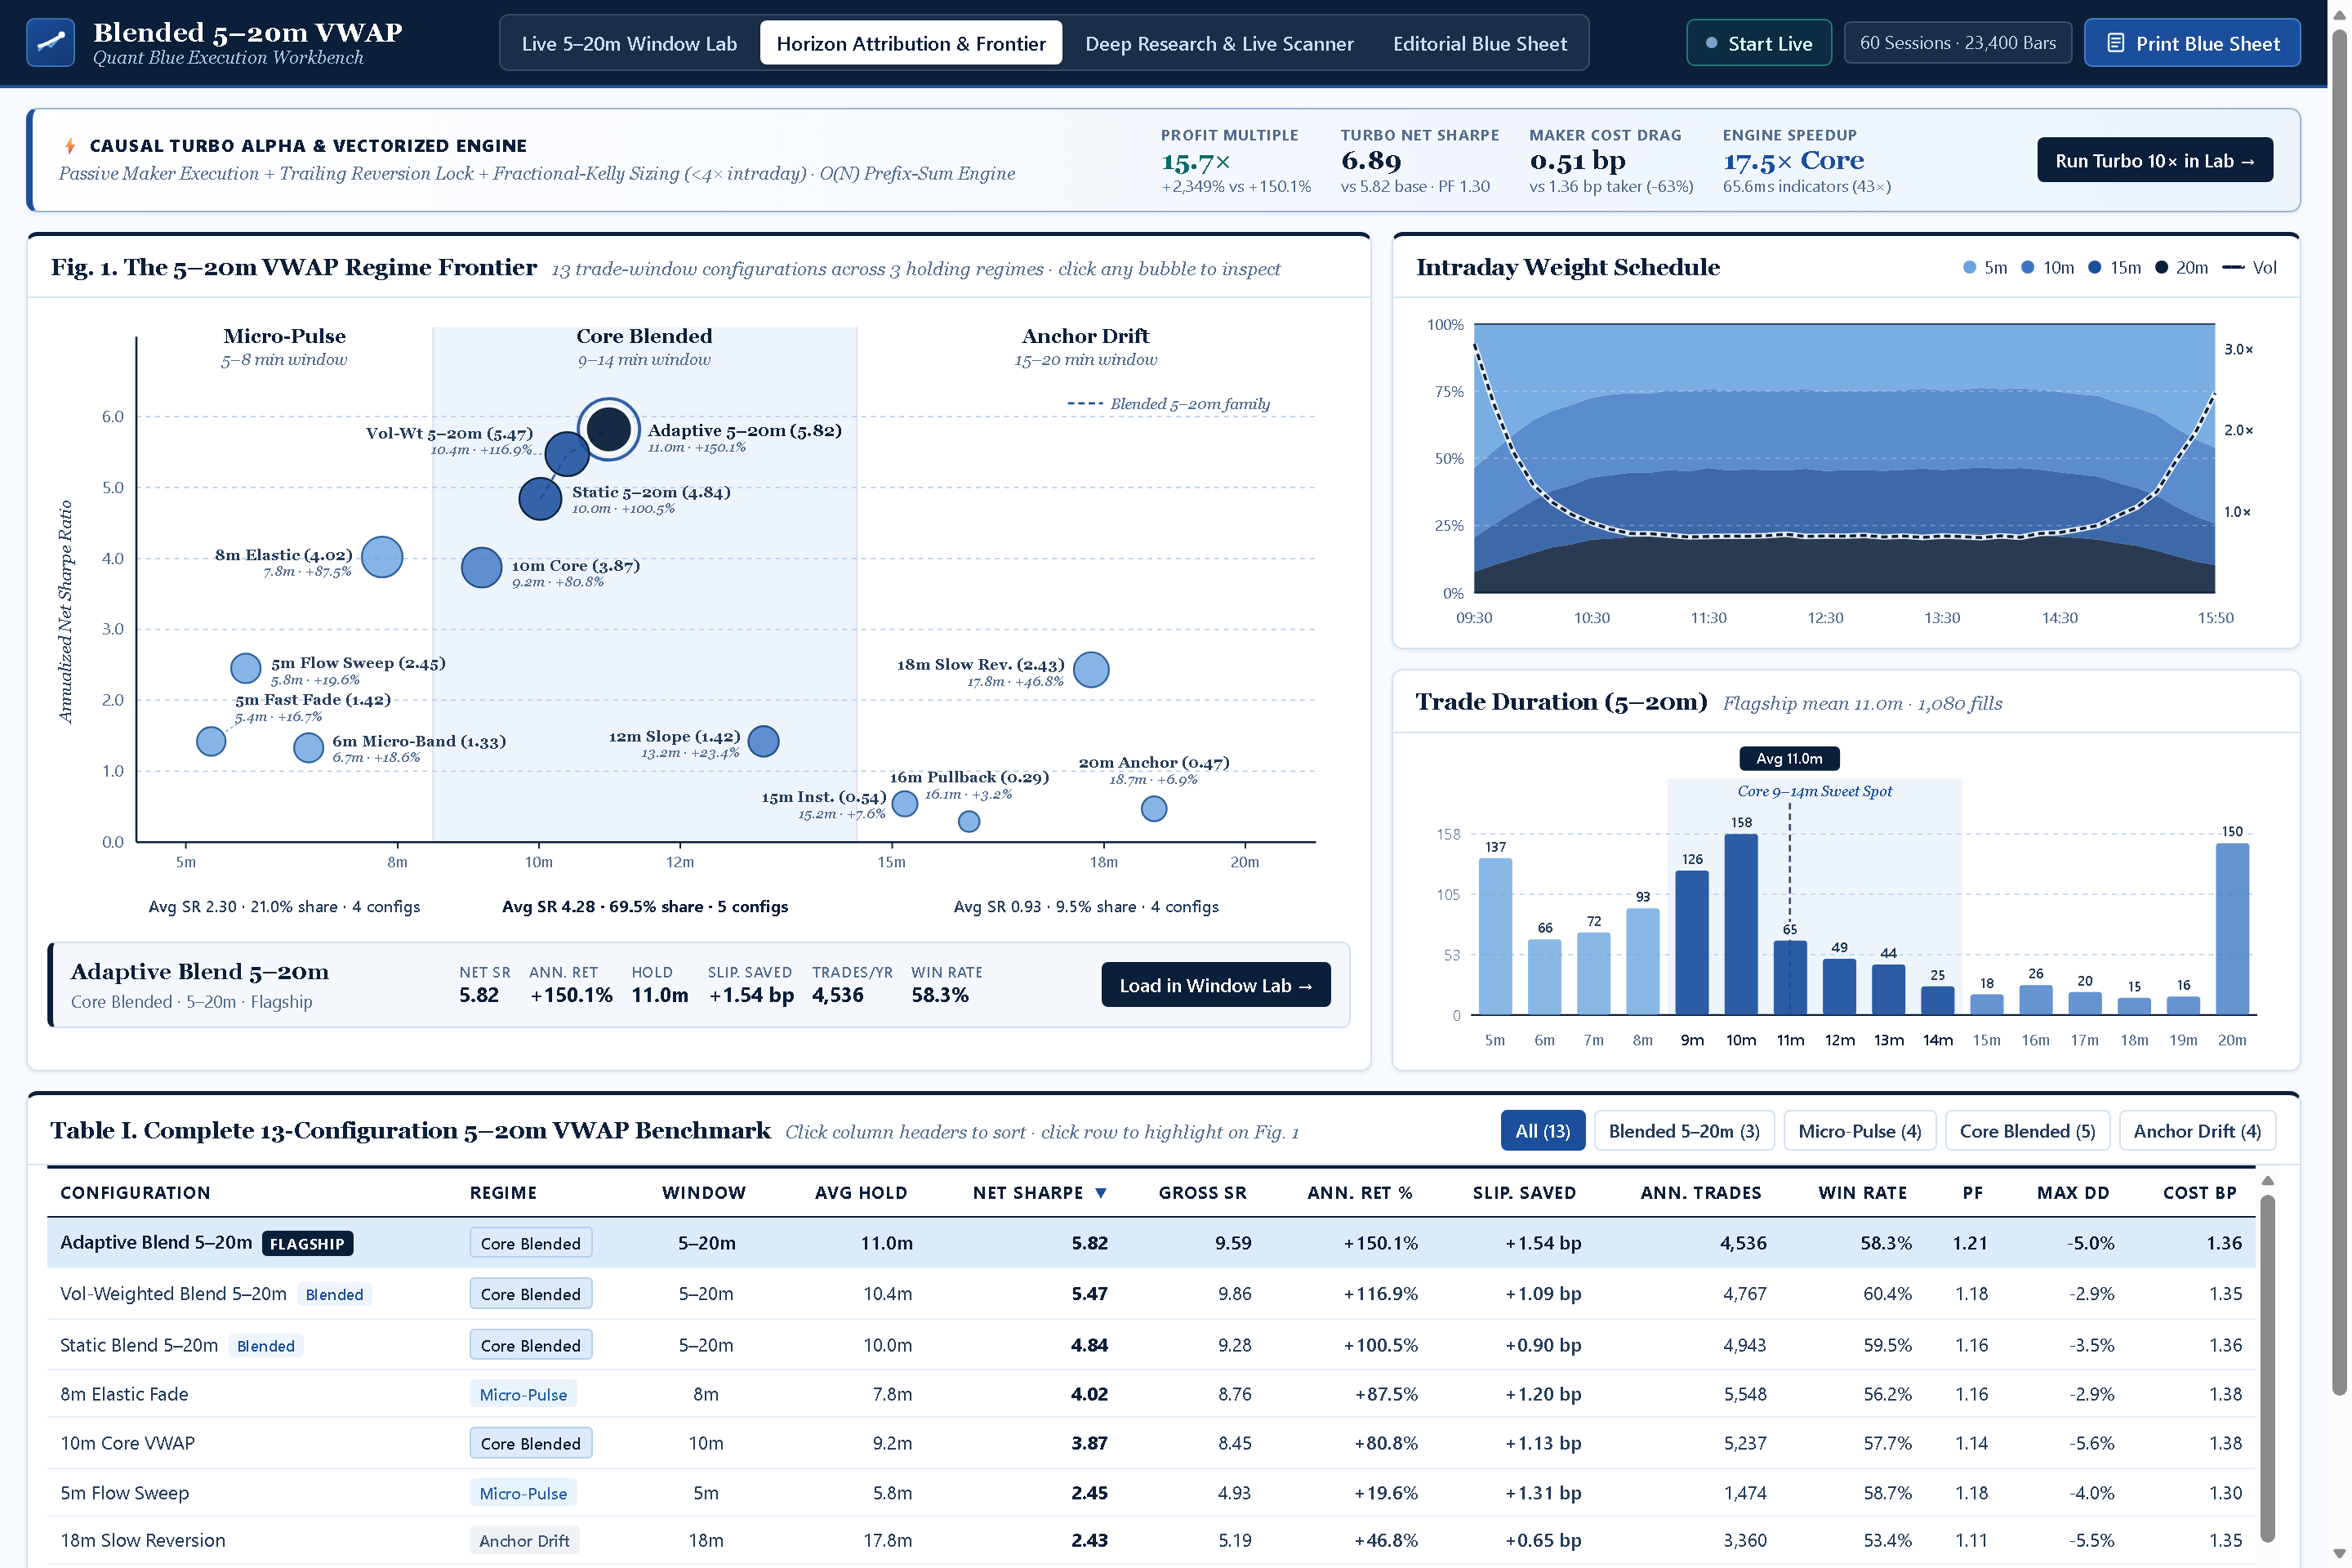 Blended 5–20m VWAP
Quant Blue Execution Workbench
Live 5–20m Window Lab
Horizon Attribution & Frontier
Deep Research & Live Scanner
Editorial Blue Sheet
Start Live
60 Sessions · 23,400 Bars
Print Blue Sheet
CAUSAL TURBO ALPHA & VECTORIZED ENGINE
Passive Maker Execution + Trailing Reversion Lock + Fractional-Kelly Sizing (<4× intraday) · O(N) Prefix-Sum Engine
PROFIT MULTIPLE
15.7×
+2,349% vs +150.1%
TURBO NET SHARPE
6.89
vs 5.82 base · PF 1.30
MAKER COST DRAG
0.51 bp
vs 1.36 bp taker (-63%)
ENGINE SPEEDUP
17.5× Core
65.6ms indicators (43×)
Run Turbo 10× in Lab →
Fig. 1. The 5–20m VWAP Regime Frontier 13 trade-window configurations across 3 holding regimes · click any bubble to inspect
Micro-Pulse
5–8 min window
Core Blended
9–14 min window
Anchor Drift
15–20 min window
Blended 5–20m family
Annualized Net Sharpe Ratio
6.0
5.0
4.0
3.0
2.0
1.0
0.0
Vol-Wt 5–20m (5.47)
10.4m · +116.9%
Adaptive 5–20m (5.82)
11.0m · +150.1%
Static 5–20m (4.84)
10.0m · +100.5%
8m Elastic (4.02)
7.8m · +87.5%
10m Core (3.87)
9.2m · +80.8%
5m Flow Sweep (2.45)
5.8m · +19.6%
18m Slow Rev. (2.43)
17.8m · +46.8%
5m Fast Fade (1.42)
5.4m · +16.7%
6m Micro-Band (1.33)
6.7m · +18.6%
12m Slope (1.42)
13.2m · +23.4%
16m Pullback (0.29)
16.1m · +3.2%
20m Anchor (0.47)
18.7m · +6.9%
15m Inst. (0.54)
15.2m · +7.6%
5m 8m 10m 12m 15m 18m 20m
Avg SR 2.30 · 21.0% share · 4 configs
Avg SR 4.28 · 69.5% share · 5 configs
Avg SR 0.93 · 9.5% share · 4 configs
Adaptive Blend 5–20m
Core Blended · 5–20m · Flagship
NET SR
5.82
ANN. RET
+150.1%
HOLD
11.0m
SLIP. SAVED
+1.54 bp
TRADES/YR
4,536
WIN RATE
58.3%
Load in Window Lab →
Intraday Weight Schedule
5m 10m 15m 20m Vol
100%
75%
50%
25%
0%
3.0×
2.0×
1.0×
09:30 10:30 11:30 12:30 13:30 14:30 15:50
Trade Duration (5–20m) Flagship mean 11.0m · 1,080 fills
Avg 11.0m
Core 9–14m Sweet Spot
158
105
53
0
137 66 72 93 126 158 65 49 44 25 18 26 20 15 16 150
5m 6m 7m 8m 9m 10m 11m 12m 13m 14m 15m 16m 17m 18m 19m 20m
Table I. Complete 13-Configuration 5–20m VWAP Benchmark Click column headers to sort · click row to highlight on Fig. 1
All (13)
Blended 5–20m (3)
Micro-Pulse (4)
Core Blended (5)
Anchor Drift (4)
CONFIGURATION REGIME WINDOW AVG HOLD NET SHARPE ▼ GROSS SR ANN. RET % SLIP. SAVED ANN. TRADES WIN RATE PF MAX DD COST BP
Adaptive Blend 5–20m FLAGSHIP Core Blended 5–20m 11.0m 5.82 9.59 +150.1% +1.54 bp 4,536 58.3% 1.21 -5.0% 1.36
Vol-Weighted Blend 5–20m Blended Core Blended 5–20m 10.4m 5.47 9.86 +116.9% +1.09 bp 4,767 60.4% 1.18 -2.9% 1.35
Static Blend 5–20m Blended Core Blended 5–20m 10.0m 4.84 9.28 +100.5% +0.90 bp 4,943 59.5% 1.16 -3.5% 1.36
8m Elastic Fade Micro-Pulse 8m 7.8m 4.02 8.76 +87.5% +1.20 bp 5,548 56.2% 1.16 -2.9% 1.38
10m Core VWAP Core Blended 10m 9.2m 3.87 8.45 +80.8% +1.13 bp 5,237 57.7% 1.14 -5.6% 1.38
5m Flow Sweep Micro-Pulse 5m 5.8m 2.45 4.93 +19.6% +1.31 bp 1,474 58.7% 1.18 -4.0% 1.30
18m Slow Reversion Anchor Drift 18m 17.8m 2.43 5.19 +46.8% +0.65 bp 3,360 53.4% 1.11 -5.5% 1.35